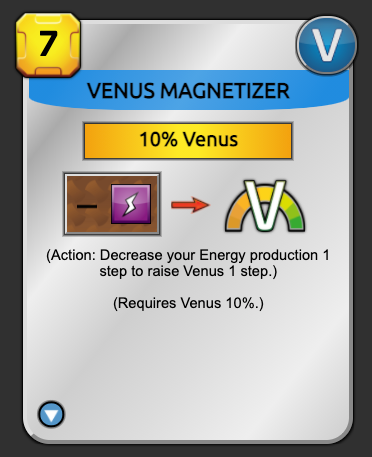 7
V
VENUS MAGNETIZER
10% Venus
–
V
(Action: Decrease your Energy production 1
step to raise Venus 1 step.)
(Requires Venus 10%.)